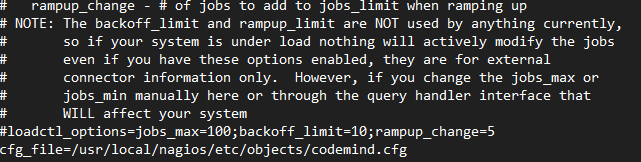 #   rampup_change - # of jobs to add to jobs_limit when ramping up
# NOTE: The backoff_limit and rampup_limit are NOT used by anything currently,
#       so if your system is under load nothing will actively modify the jobs
#       even if you have these options enabled, they are for external
#       connector information only.  However, if you change the jobs_max or
#       jobs_min manually here or through the query handler interface that
#       WILL affect your system
#loadctl_options=jobs_max=100;backoff_limit=10;rampup_change=5
cfg_file=/usr/local/nagios/etc/objects/codemind.cfg